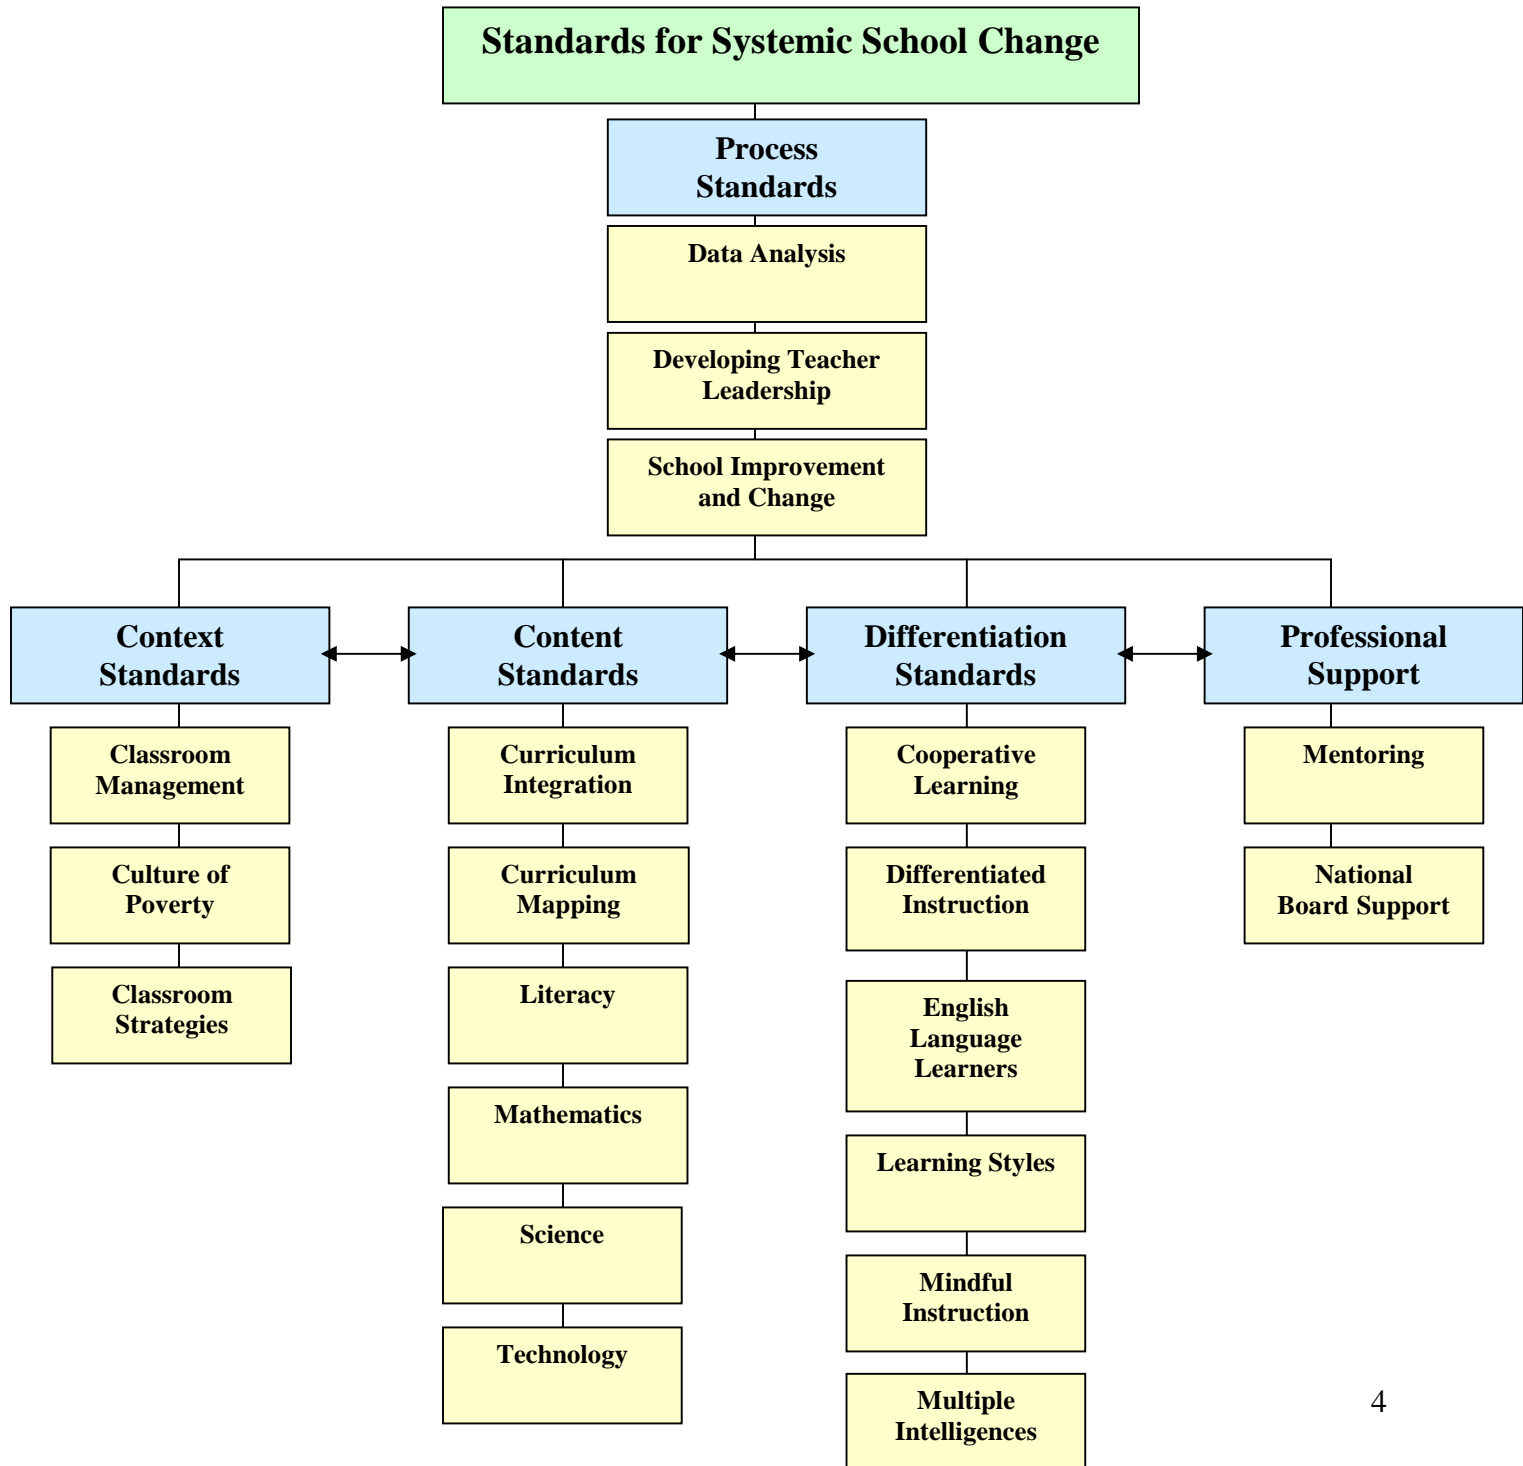 Standards for Systemic School Change
Process
Standards
Data Analysis
Developing Teacher
Leadership
School Improvement
and Change
Context
Standards
Classroom
Management
Culture of
Poverty
Classroom
Strategies
Content
Standards
Curriculum
Integration
Curriculum
Mapping
Literacy
Mathematics
Science
Technology
Differentiation
Standards
Cooperative
Learning
Differentiated
Instruction
English
Language
Learners
Learning Styles
Mindful
Instruction
Multiple
Intelligences
Professional
Support
Mentoring
National
Board Support
4